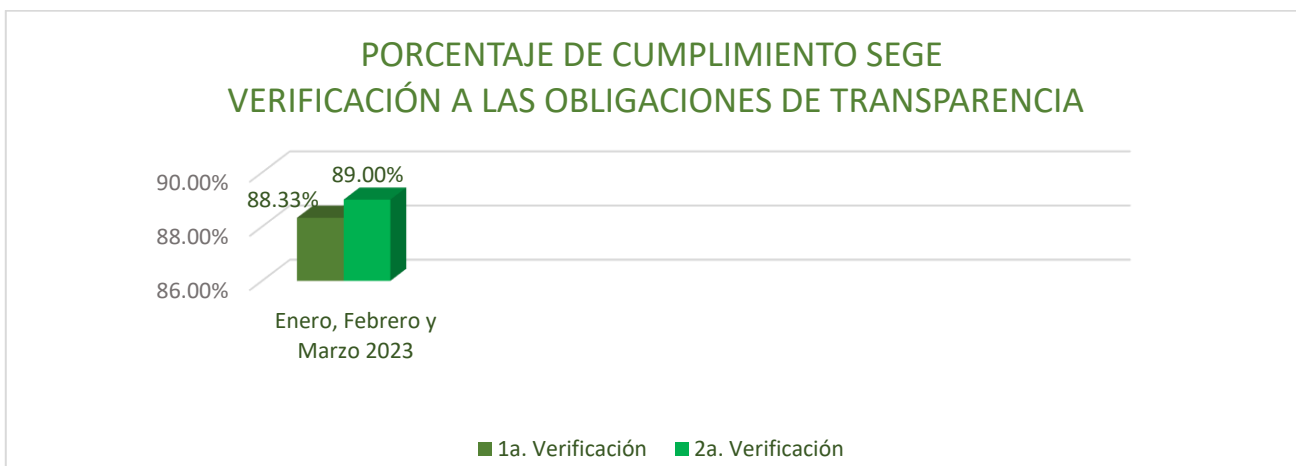 PORCENTAJE DE CUMPLIMIENTO SEGE
VERIFICACIÓN A LAS OBLIGACIONES DE TRANSPARENCIA
90.00%
88.00%
86.00%
88.33%
89.00%
Enero, Febrero y
Marzo 2023
1a. Verificación
2a. Verificación